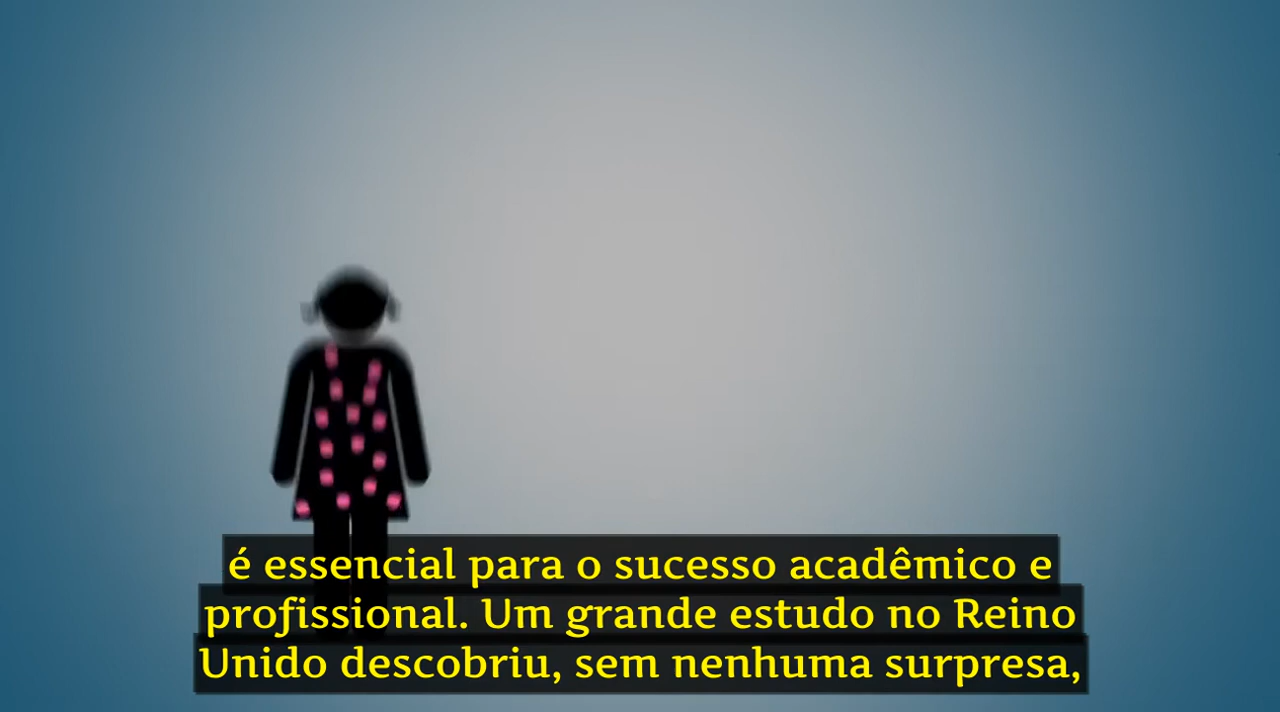 é essencial para o sucesso acadêmico e
profissional. Um grande estudo no Reino
Unido descobriu, sem nenhuma surpresa,